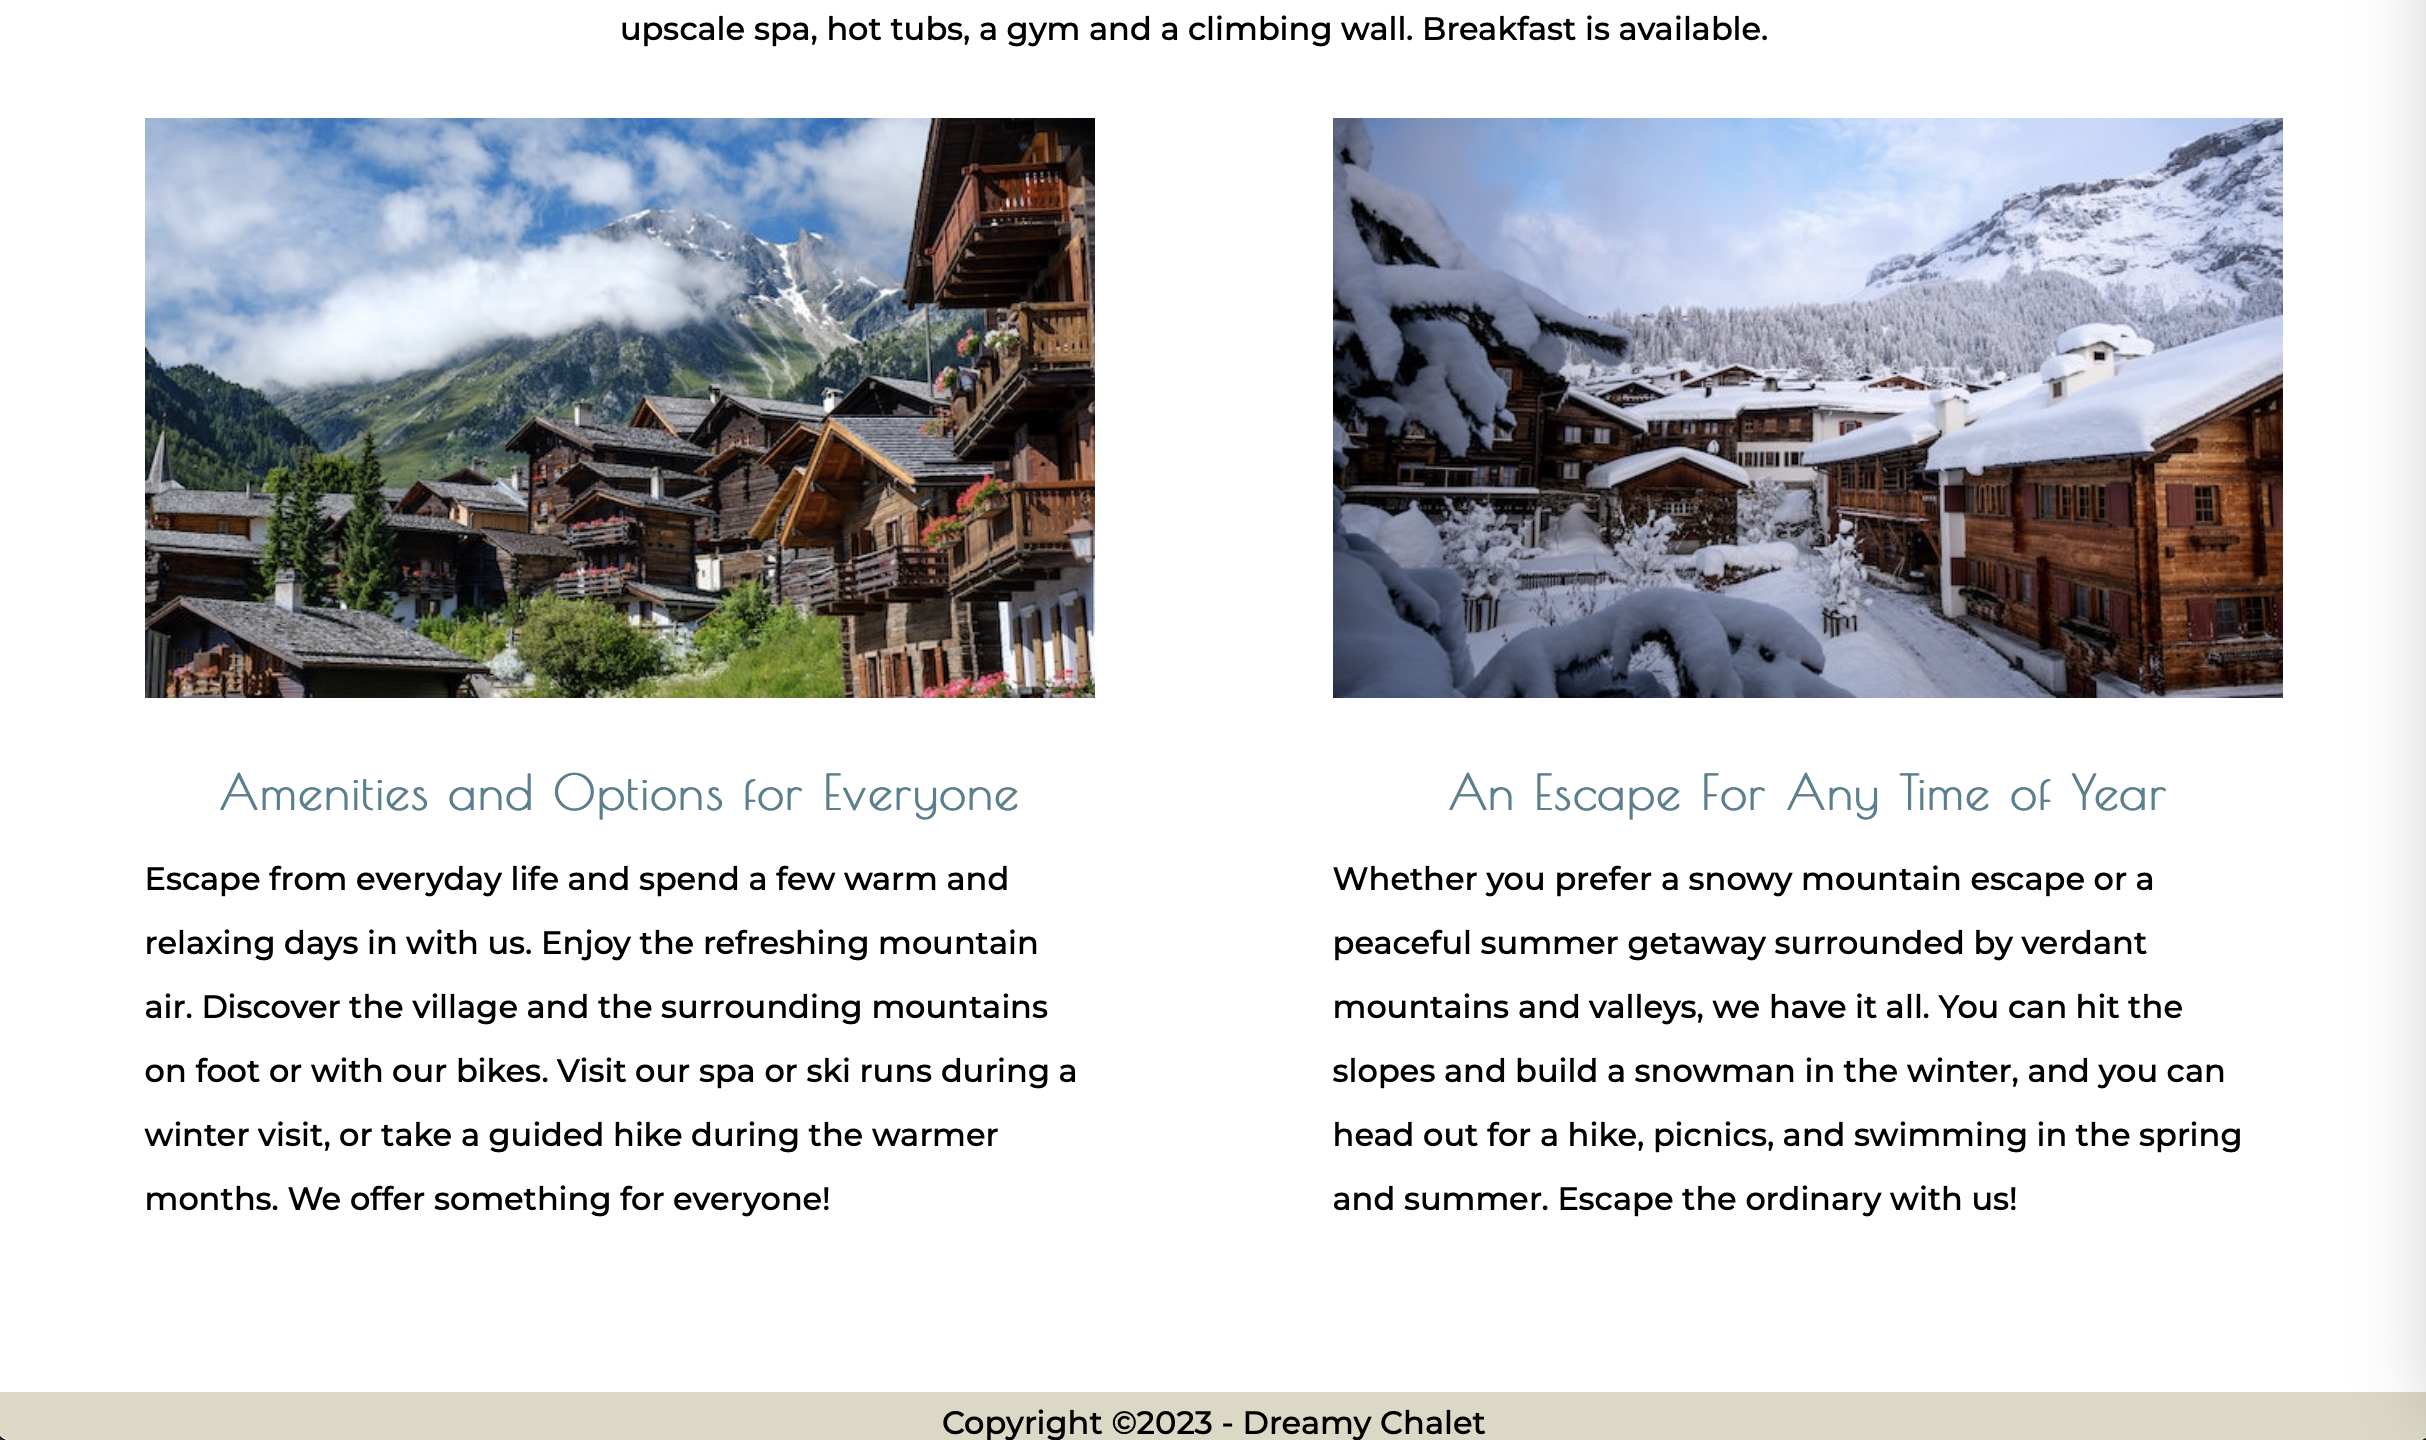 upscale spa, hot tubs, a gym and a climbing wall. Breakfast is available.
Amenities and Options for Everyone
Escape from everyday life and spend a few warm and
relaxing days in with us. Enjoy the refreshing mountain
air. Discover the village and the surrounding mountains
on foot or with our bikes. Visit our spa or ski runs during a
winter visit, or take a guided hike during the warmer
months. We offer something for everyone!
An Escape For Any Time of Year
Whether you prefer a snowy mountain escape or a
peaceful summer getaway surrounded by verdant
mountains and valleys, we have it all. You can hit the
slopes and build a snowman in the winter, and you can
head out for a hike, picnics, and swimming in the spring
and summer. Escape the ordinary with us!
Copyright ©2023 - Dreamy Chalet